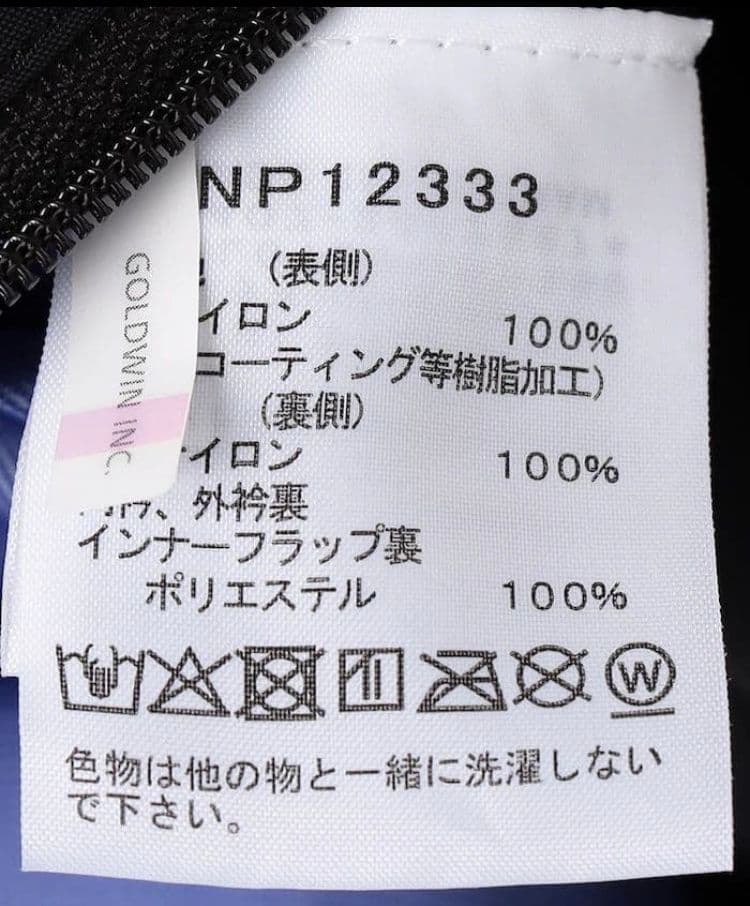 NP12333
(表側)
イロン 100%
コーティング等樹脂加工)
(裏側)
イロン 100%
外衿裏
インナーフラップ裏
ポリエステル 100%
W
色物は他の物と一緒に洗濯しない
で下さい。
GOLDWIN INC.